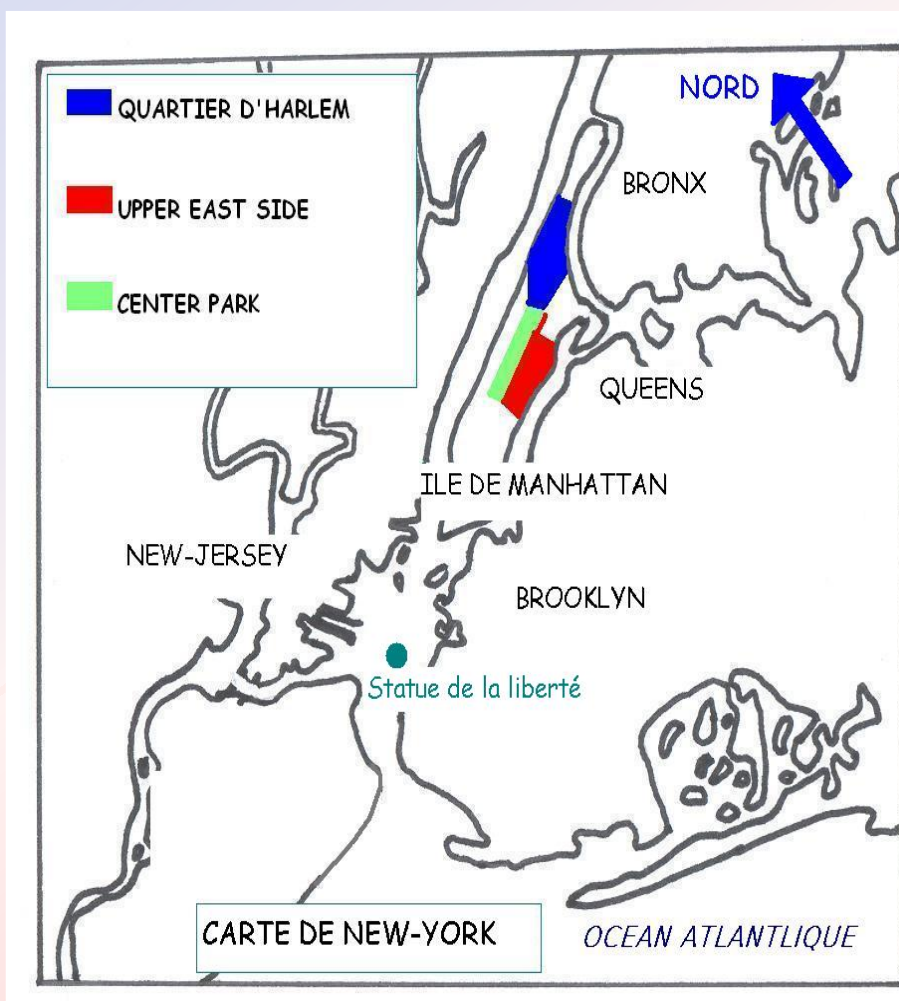 QUARTIER D'HARLEM
UPPER EAST SIDE
CENTER PARK
NORD
BRONX
QUEENS
ILE DE MANHATTAN
NEW-JERSEY
BROOKLYN
Statue de la liberté
CARTE DE NEW-YORK
OCEAN ATLANTLIQUE